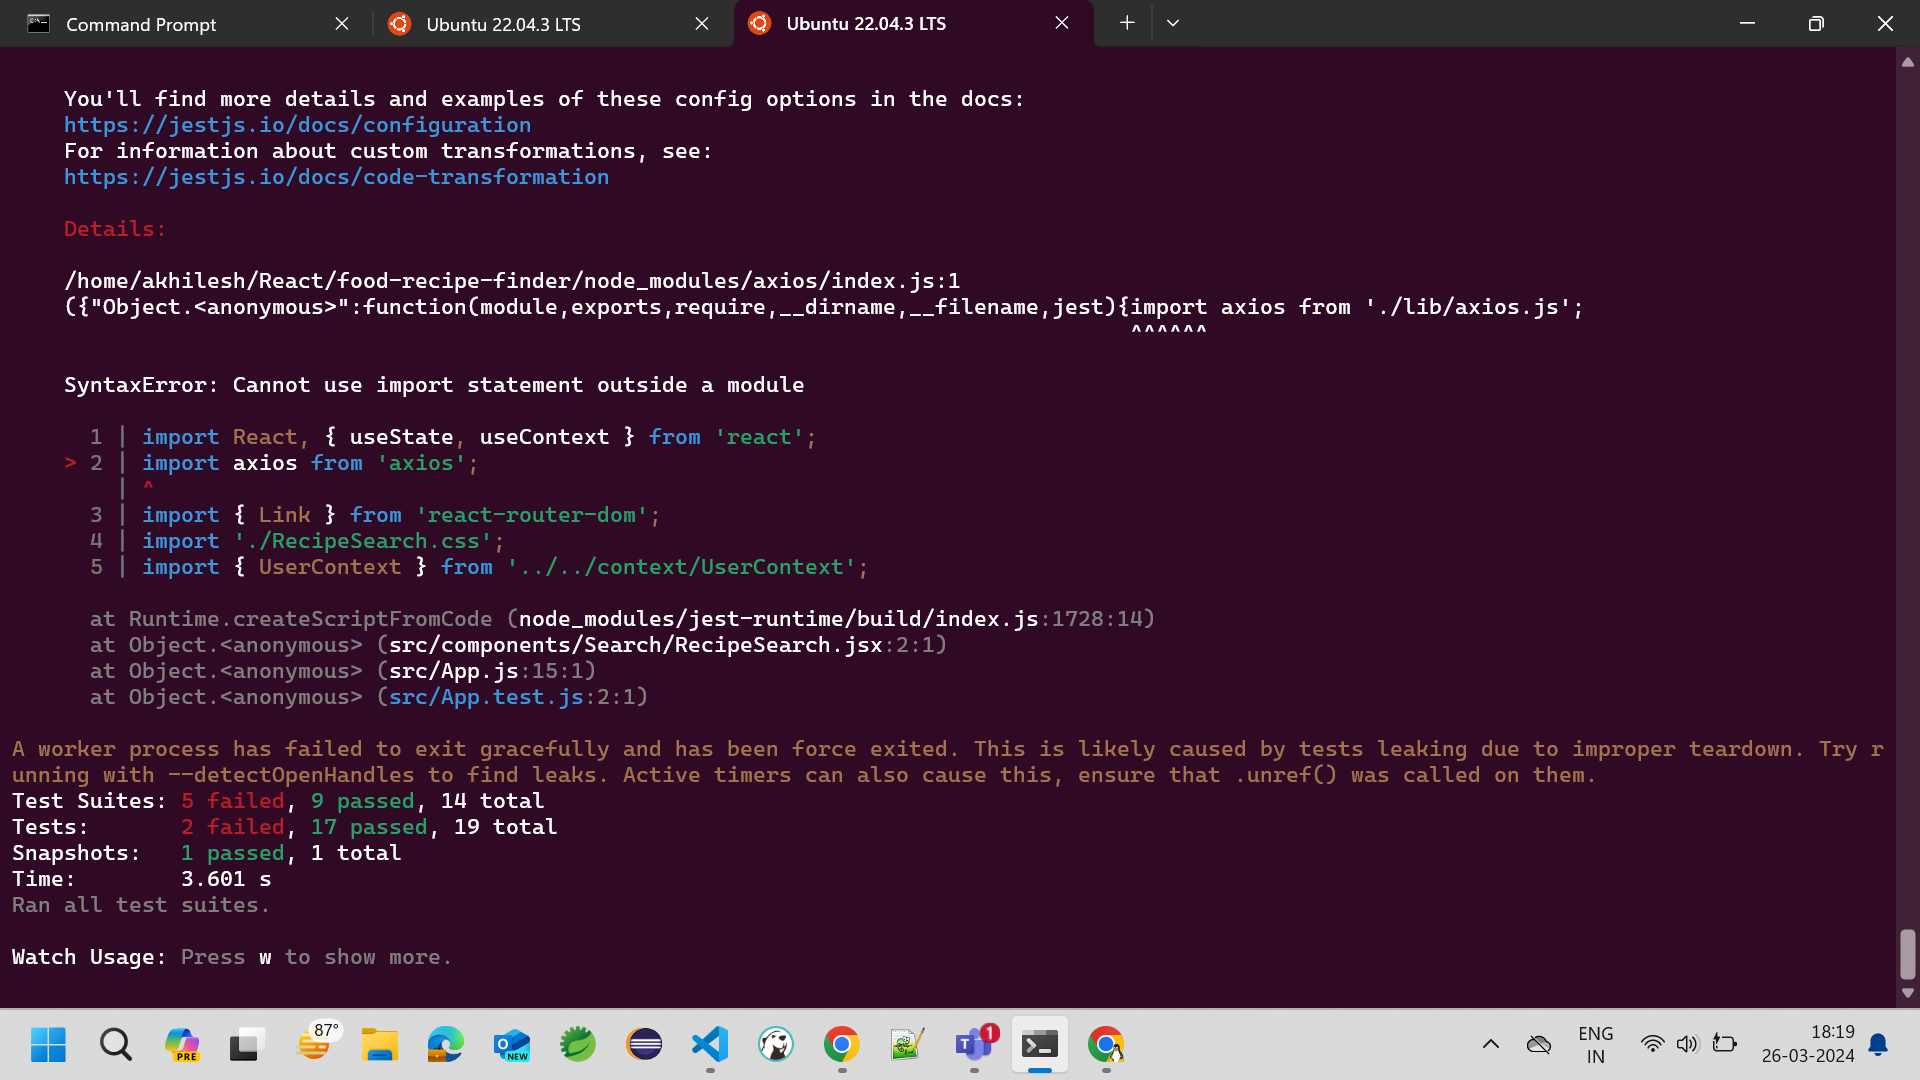 Command Prompt
Ubuntu 22.04.3 LTS
Ubuntu 22.04.3 LTS
You'll find more details and examples of these config options in the docs:
https://jestjs.io/docs/configuration
For information about custom transformations, see:
https://jestjs.io/docs/code-transformation
Details:
/home/akhilesh/React/food-recipe-finder/node_modules/axios/index.js:1
({"Object.<anonymous>":function(module,exports,require,__dirname,__filename,jest){import axios from './lib/axios.js';
^^^^^^
SyntaxError: Cannot use import statement outside a module
1 | import React, { useState, useContext } from 'react';
> 2 | import axios from 'axios';
| ^
3 | import { Link } from 'react-router-dom';
4 | import './RecipeSearch.css';
5 | import { UserContext } from '../../context/UserContext';
at Runtime.createScriptFromCode (node_modules/jest-runtime/build/index.js:1728:14)
at Object.<anonymous> (src/components/Search/RecipeSearch.jsx:2:1)
at Object.<anonymous> (src/App.js:15:1)
at Object.<anonymous> (src/App.test.js:2:1)
A worker process has failed to exit gracefully and has been force exited. This is likely caused by tests leaking due to improper teardown. Try r
unning with --detectOpenHandles to find leaks. Active timers can also cause this, ensure that .unref() was called on them.
Test Suites: 5 failed, 9 passed, 14 total
Tests: 2 failed, 17 passed, 19 total
Snapshots: 1 passed, 1 total
Time: 3.601 s
Ran all test suites.
Watch Usage: Press w to show more.
PRE
87°
NEW
T
1
ENG
IN
18:19
26-03-2024